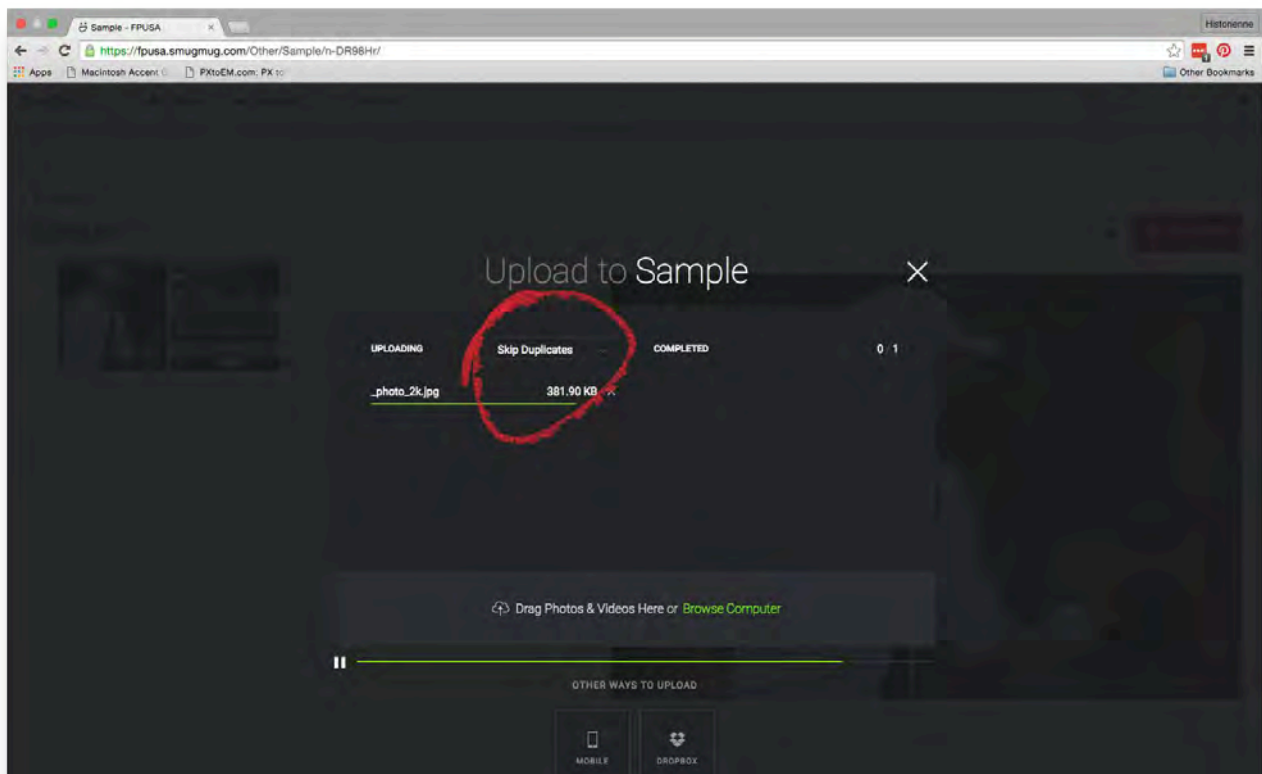 Sample - FPUSA
Histonenne
https://fpusa.smugmug.com/Other/Sample/n-DR98Hr/
Apps Macintosh Accent PXtoEM.com: PX to Other Bookmarks
Upload to Sample
UPLOADING Skip Duplicates COMPLETED 0 1
_photo_2k.jpg 381.90 KB
Drag Photos & Videos Here or Browse Computer
OTHER WAYS TO UPLOAD
MOBILE DROPBOX